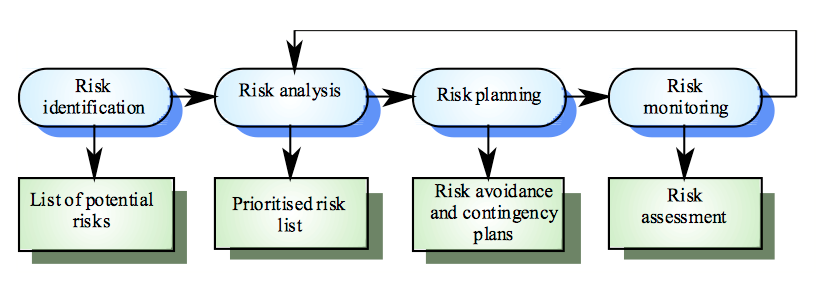 Risk
identification
Risk analysis
Risk planning
Risk
monitoring
List of potential
risks
Prioritised risk
list
Risk avoidance
and contingency
plans
Risk
assessment